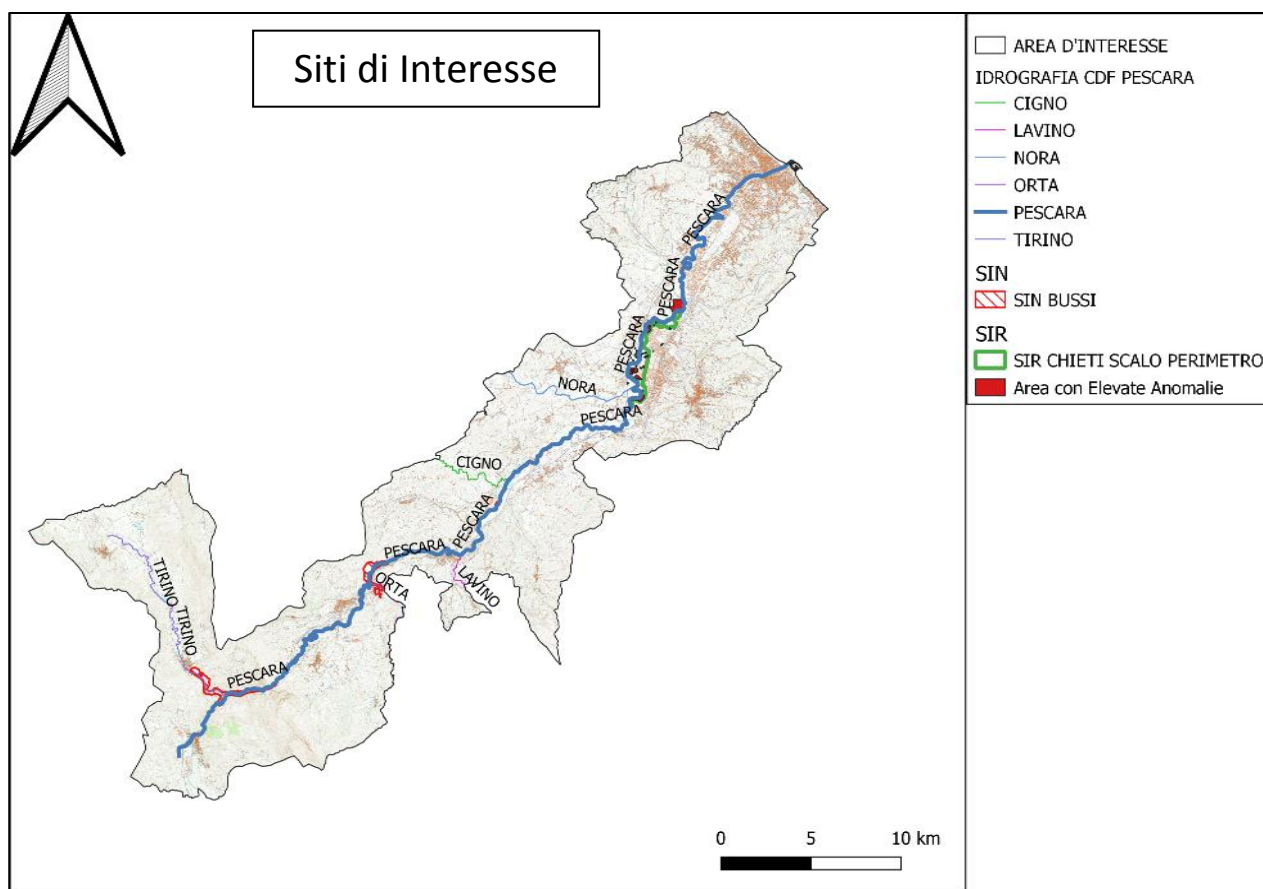 Siti di Interesse
PESCARA
PESCARA
PESCARA
PESCARA
NORA
PESCARA
CIGNO
PESCARA
PESCARA
ORTA
LAVINO
TIRINO
TIRINO
PESCARA
0 5 10 km
AREA D'INTERESSE
IDROGRAFIA CDF PESCARA
CIGNO
LAVINO
NORA
ORTA
PESCARA
TIRINO
SIN
SIN BUSSI
SIR
SIR CHIETI SCALO PERIMETRO
Area con Elevate Anomalie